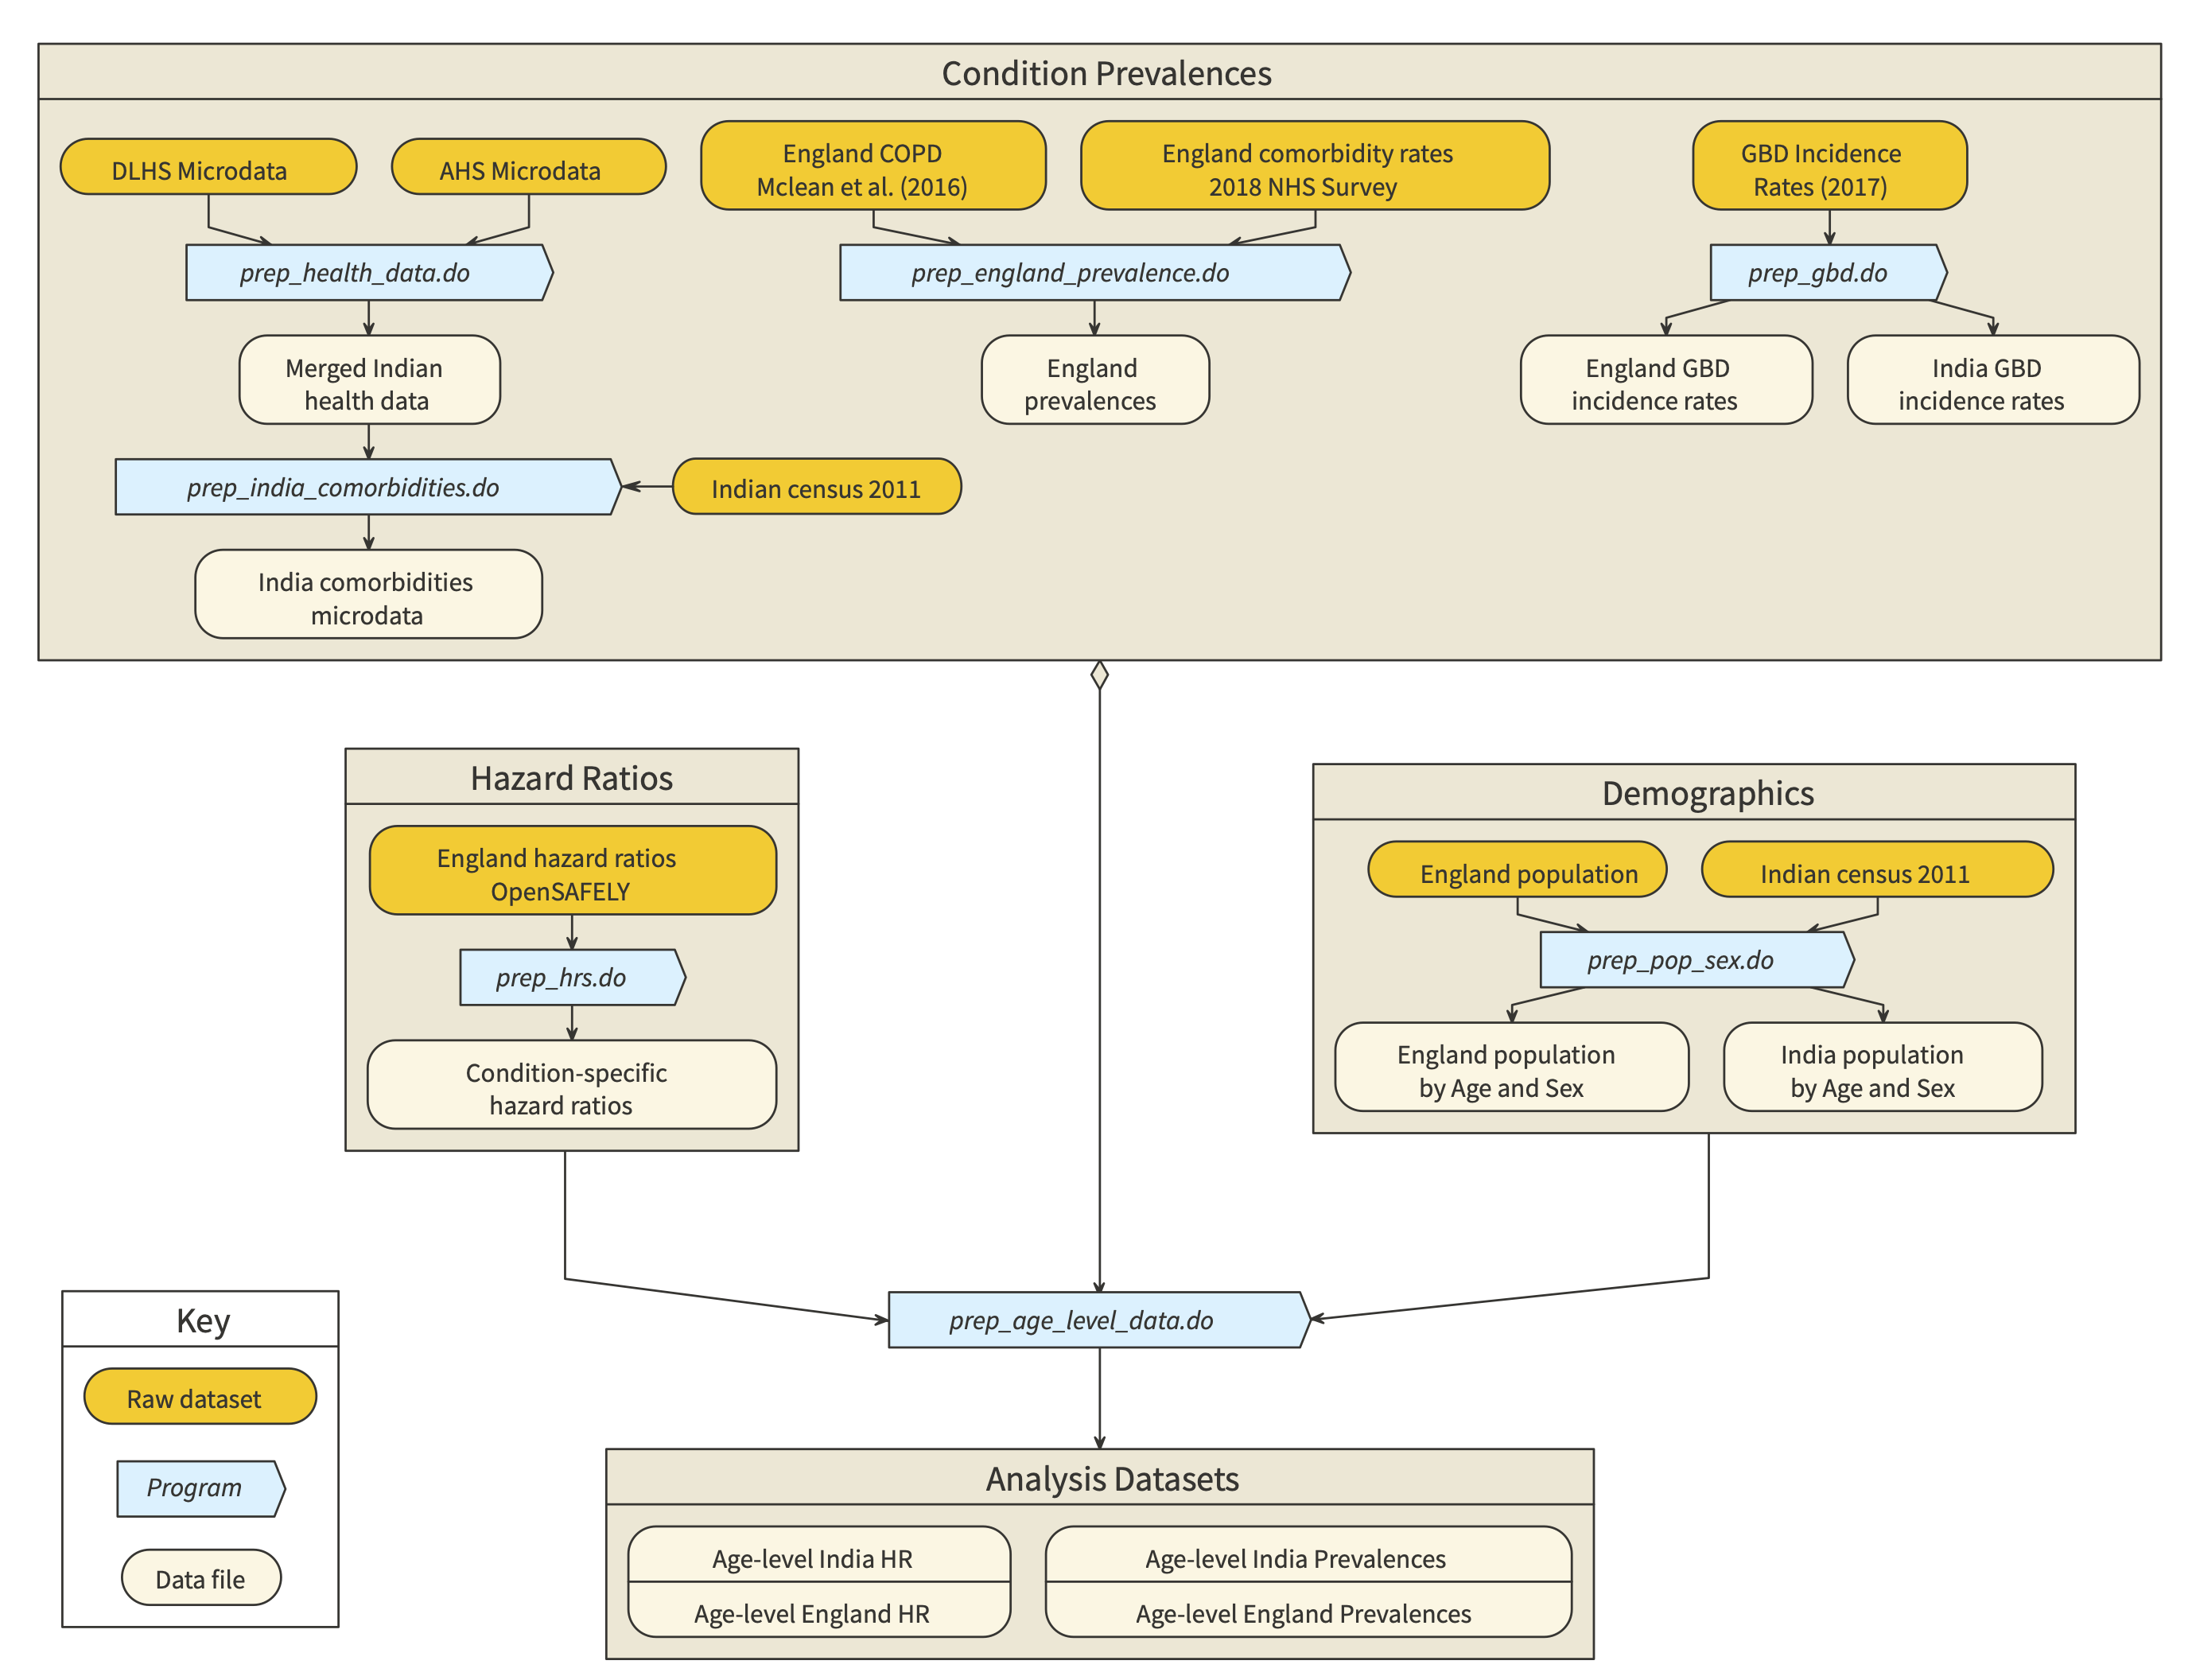 Condition Prevalences
DLHS Microdata
AHS Microdata
England COPD
Mclean et al. (2016)
England comorbidity rates
2018 NHS Survey
GBD Incidence
Rates (2017)
prep_health_data.do
prep_england_prevalence.do
prep_gbd.do
Merged Indian
health data
England
prevalences
England GBD
incidence rates
India GBD
incidence rates
prep_india_comorbidities.do
Indian census 2011
India comorbidities
microdata
Hazard Ratios
England hazard ratios
OpenSAFELY
prep_hrs.do
Condition-specific
hazard ratios
Demographics
England population
Indian census 2011
prep_pop_sex.do
England population
by Age and Sex
India population
by Age and Sex
prep_age_level_data.do
Key
Raw dataset
Program
Data file
Analysis Datasets
Age-level India HR
Age-level England HR
Age-level India Prevalences
Age-level England Prevalences